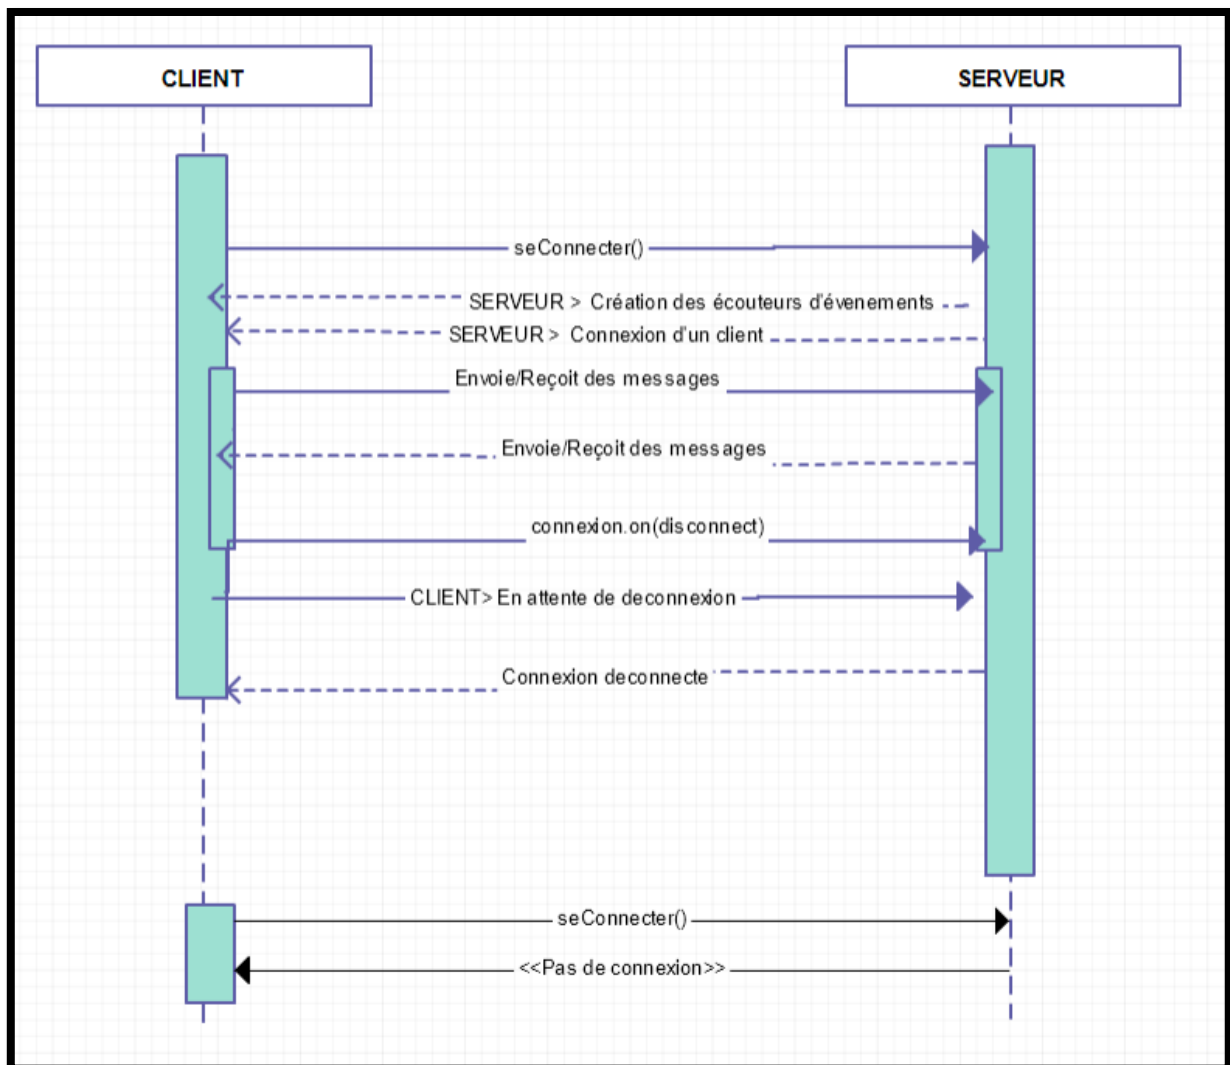 CLIENT
SERVEUR
seConnecter()
SERVEUR > Création des écouteurs d'évenements
SERVEUR > Connexion d'un client
Envoie/Reçoit des messages
Envoie/Reçoit des messages
connexion.on(disconnect)
CLIENT> En attente de deconnexion
Connexion deconnecte
seConnecter()
<<Pas de connexion>>